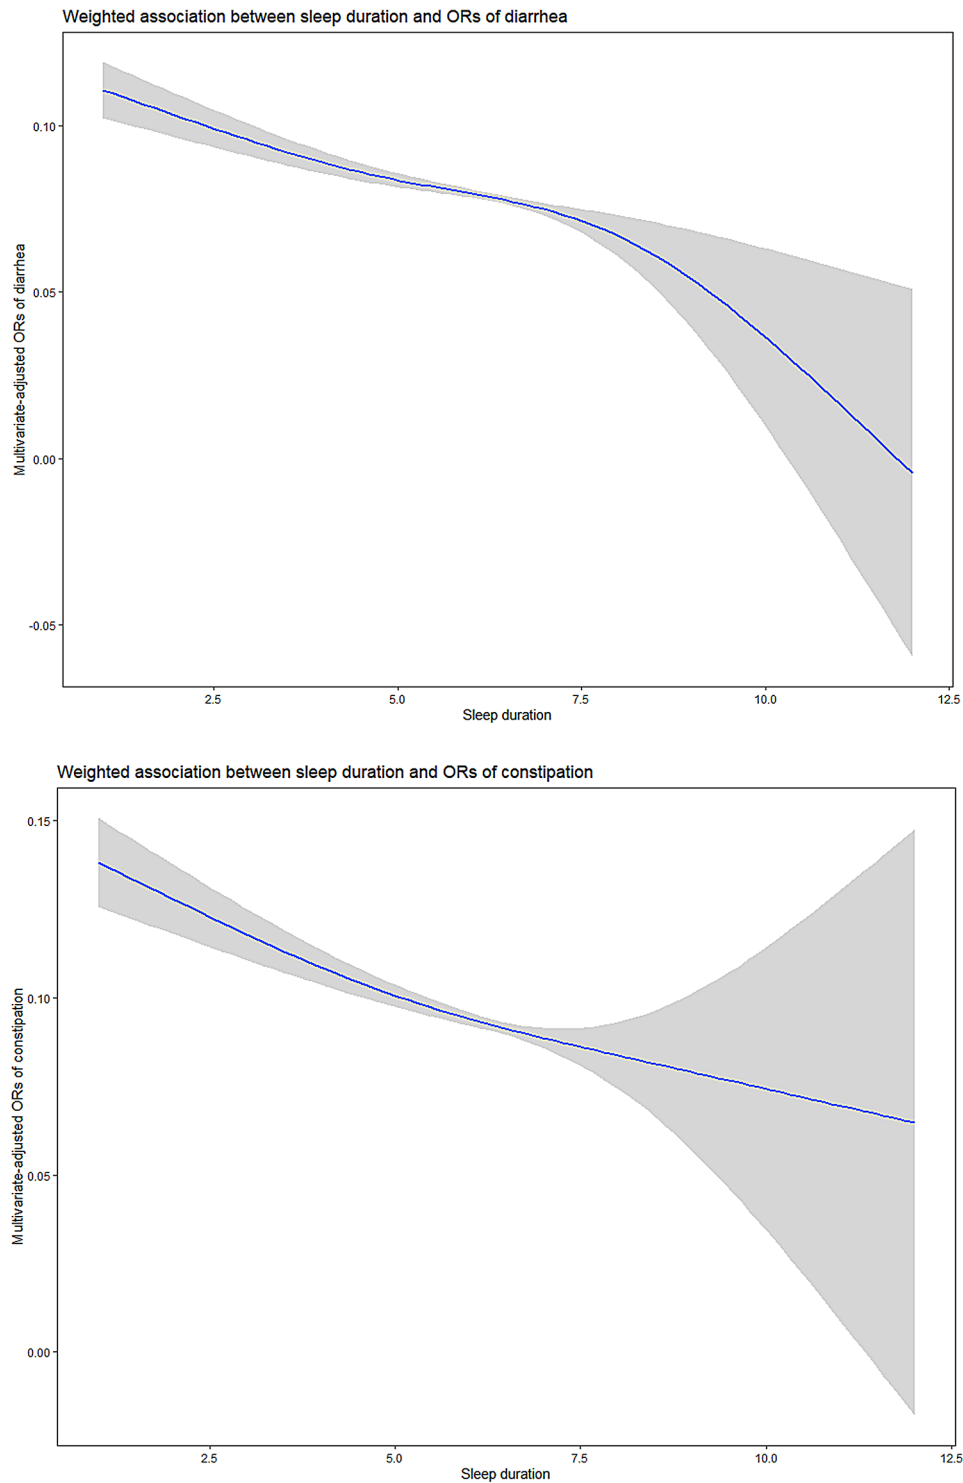 Weighted association between sleep duration and ORs of diarrhea
Multivariate-adjusted ORs of diarrhea
0.10
0.05
0.00
-0.05
2.5 5.0 7.5 10.0 12.5
Sleep duration
Weighted association between sleep duration and ORs of constipation
Multivariate-adjusted ORs of constipation
0.15
0.10
0.05
0.00
2.5 5.0 7.5 10.0 12.5
Sleep duration